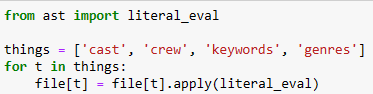 from ast import literal_eval

things = ['cast', 'crew', 'keywords', 'genres']
for t in things:
    file[t] = file[t].apply(literal_eval)